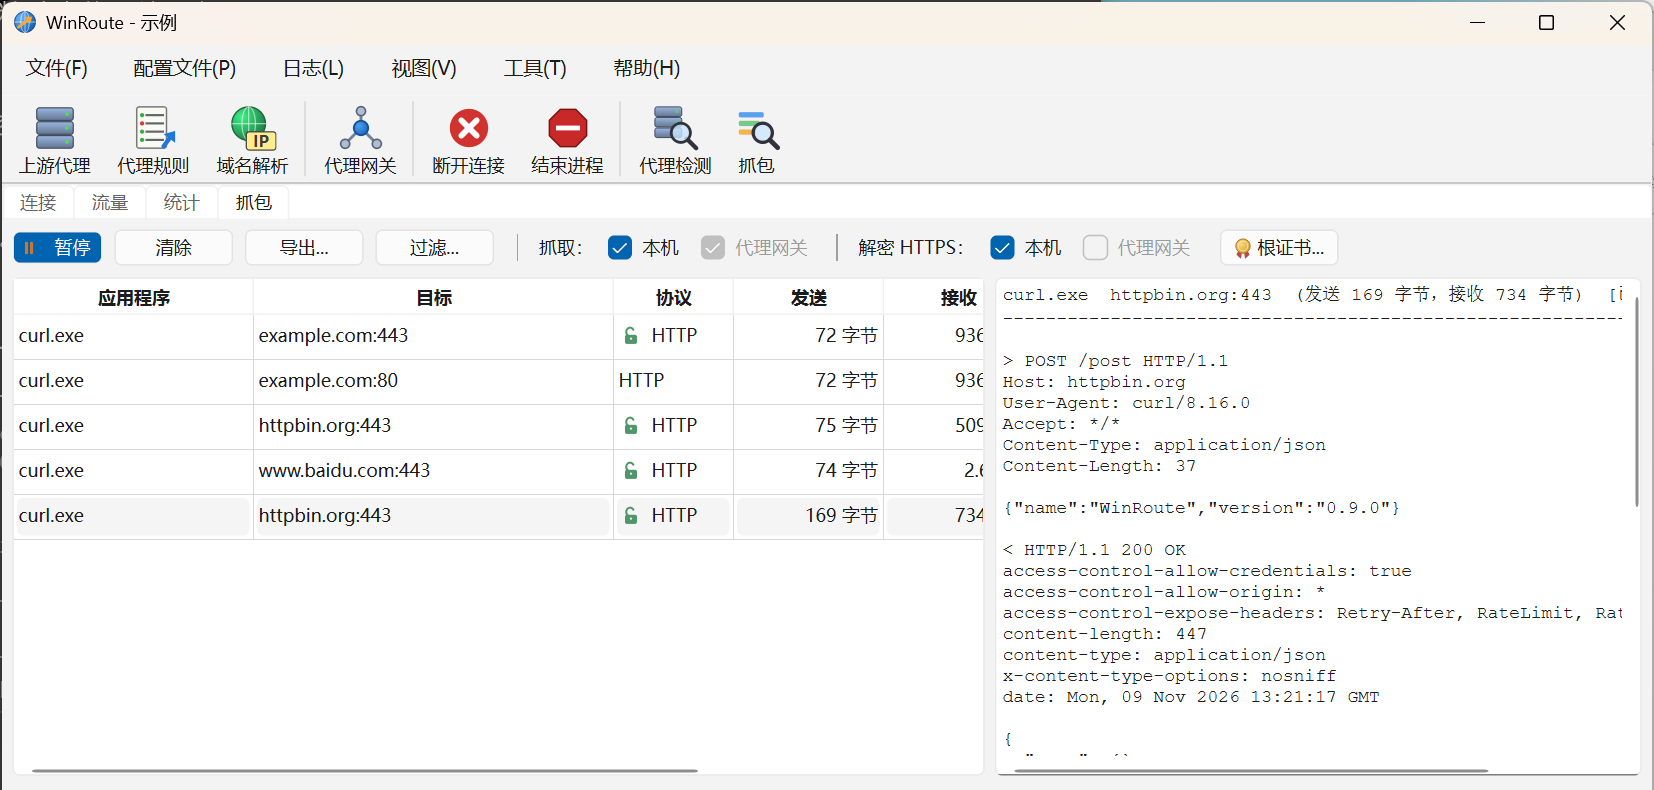 WinRoute - 示例
文件(F) 配置文件(P) 日志(L) 视图(V) 工具(T) 帮助(H)
IP
上游代理 代理规则 域名解析 代理网关 断开连接 结束进程 代理检测 抓包
连接 流量 统计 抓包
暂停 清除 导出... 过滤... 抓取: 本机 代理网关 解密 HTTPS: 本机 代理网关 根证书...
应用程序 目标 协议 发送 接收
curl.exe example.com:443 HTTP 72 字节 936
curl.exe example.com:80 HTTP 72 字节 936
curl.exe httpbin.org:443 HTTP 75 字节 509
curl.exe www.baidu.com:443 HTTP 74 字节 2.6
curl.exe httpbin.org:443 HTTP 169 字节 734
curl.exe httpbin.org:443 (发送 169 字节，接收 734 字节) [
--------------------------------------------------------
> POST /post HTTP/1.1
Host: httpbin.org
User-Agent: curl/8.16.0
Accept: */*
Content-Type: application/json
Content-Length: 37
{"name":"WinRoute","version":"0.9.0"}
< HTTP/1.1 200 OK
access-control-allow-credentials: true
access-control-allow-origin: *
access-control-expose-headers: Retry-After, RateLimit, Rat
content-length: 447
content-type: application/json
x-content-type-options: nosniff
date: Mon, 09 Nov 2026 13:21:17 GMT
{